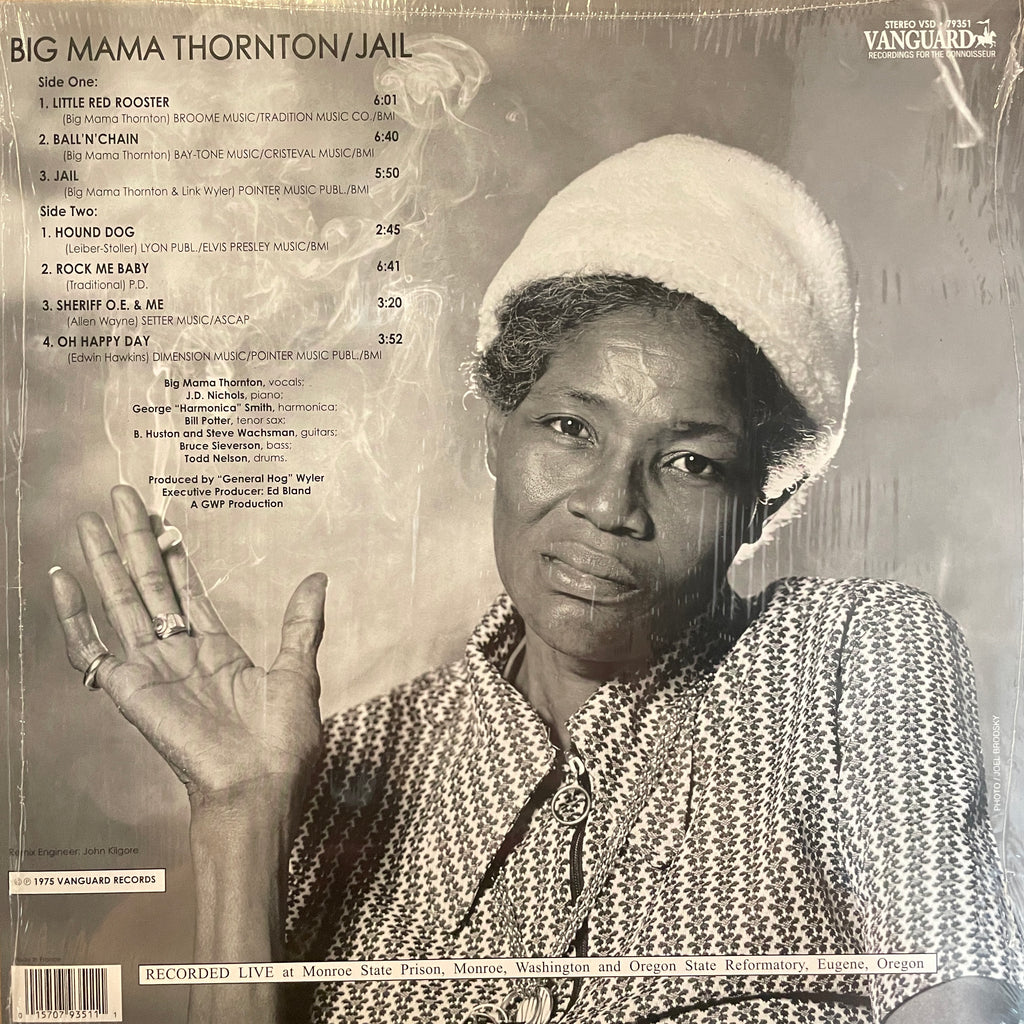 BIG MAMA THORNTON/JAIL
STEREO VSD • 79351
VANGUARD
RECORDINGS FOR THE CONNOISSEUR
Side One:
1. LITTLE RED ROOSTER 6:01
(Big Mama Thornton) BROOME MUSIC/TRADITION MUSIC CO./BMI
2. BALL'N'CHAIN 6:40
(Big Mama Thornton) BAY-TONE MUSIC/CRISTEVAL MUSIC/BMI
3. JAIL 5:50
(Big Mama Thornton & Link Wyler) POINTER MUSIC PUBL./BMI
Side Two:
1. HOUND DOG 2:45
(Leiber-Stoller) LYON PUBL./ELVIS PRESLEY MUSIC/BMI
2. ROCK ME BABY 6:41
(Traditional) P.D.
3. SHERIFF O.E. & ME 3:20
(Allen Wayne) SETTER MUSIC/ASCAP
4. OH HAPPY DAY 3:52
(Edwin Hawkins) DIMENSION MUSIC/POINTER MUSIC PUBL./BMI
Big Mama Thornton, vocals;
J.D. Nichols, piano;
George "Harmonica" Smith, harmonica;
Bill Potter, tenor sax;
B. Huston and Steve Wachsman, guitars;
Bruce Sieverson, bass;
Todd Nelson, drums.
Produced by "General Hog" Wyler
Executive Producer: Ed Bland
A GWP Production
PHOTO / JOEL BRODSKY
Remix Engineer: John Kilgore
© ℗ 1975 VANGUARD RECORDS
Made in France
RECORDED LIVE at Monroe State Prison, Monroe, Washington and Oregon State Reformatory, Eugene, Oregon
0 15707 93511 1